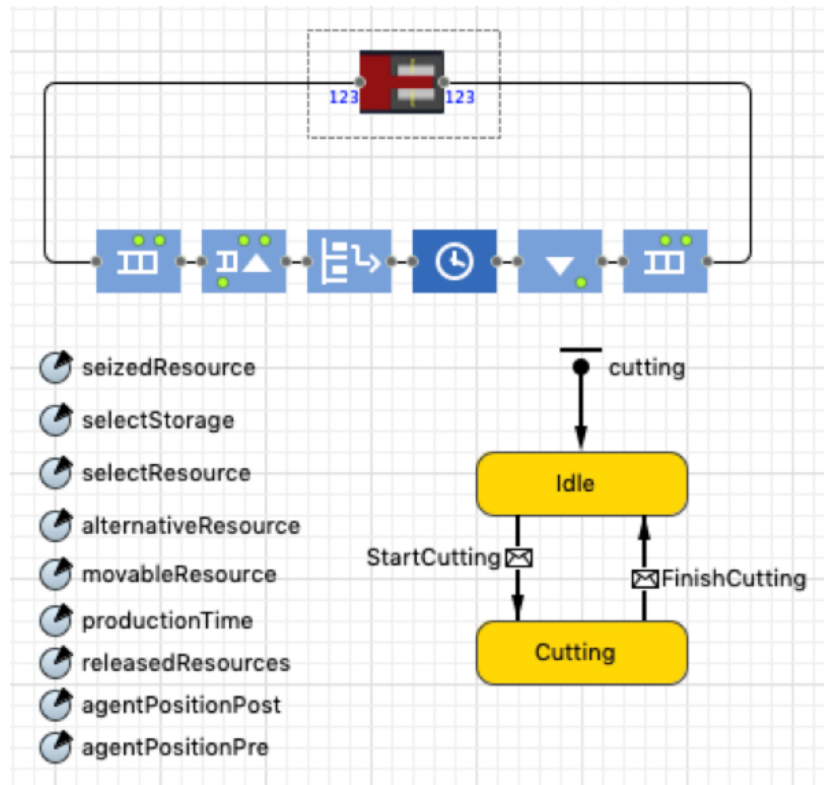 123 123
seizedResource
selectStorage
selectResource
alternativeResource
movableResource
productionTime
releasedResources
agentPositionPost
agentPositionPre
cutting
Idle
StartCutting
FinishCutting
Cutting